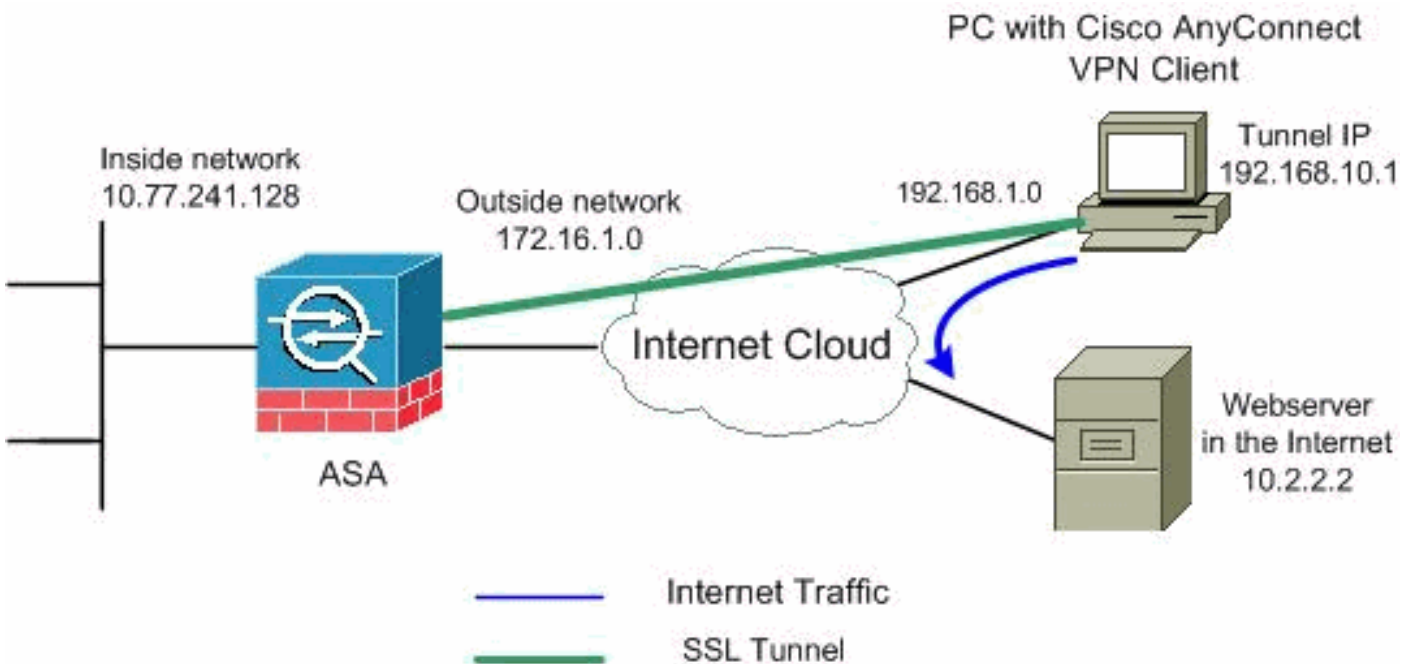 PC with Cisco AnyConnect
VPN Client
Inside network
10.77.241.128
Outside network
172.16.1.0
192.168.1.0
Tunnel IP
192.168.10.1
Internet Cloud
ASA
Webserver
in the Internet
10.2.2.2
Internet Traffic
SSL Tunnel